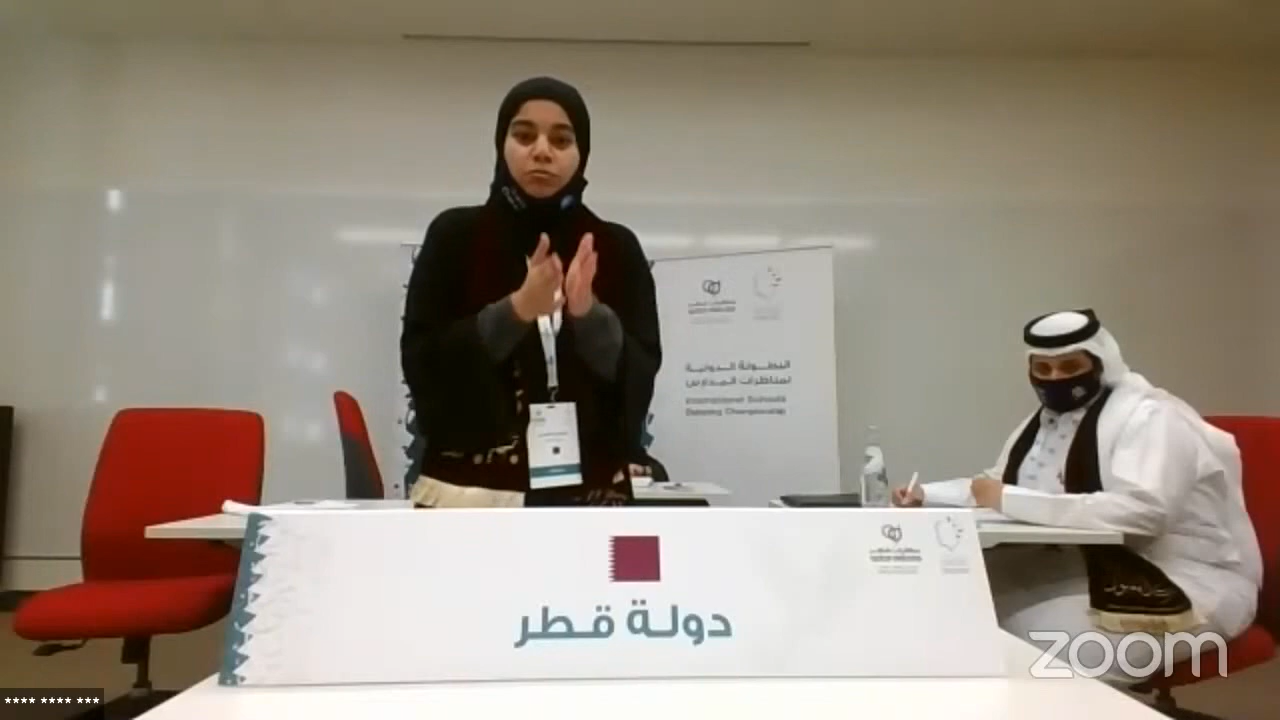 البطولة الدولية
لمناظرات المدارس
International Schools
Debating Championship
دولة قطر
zoom
**** **** ***